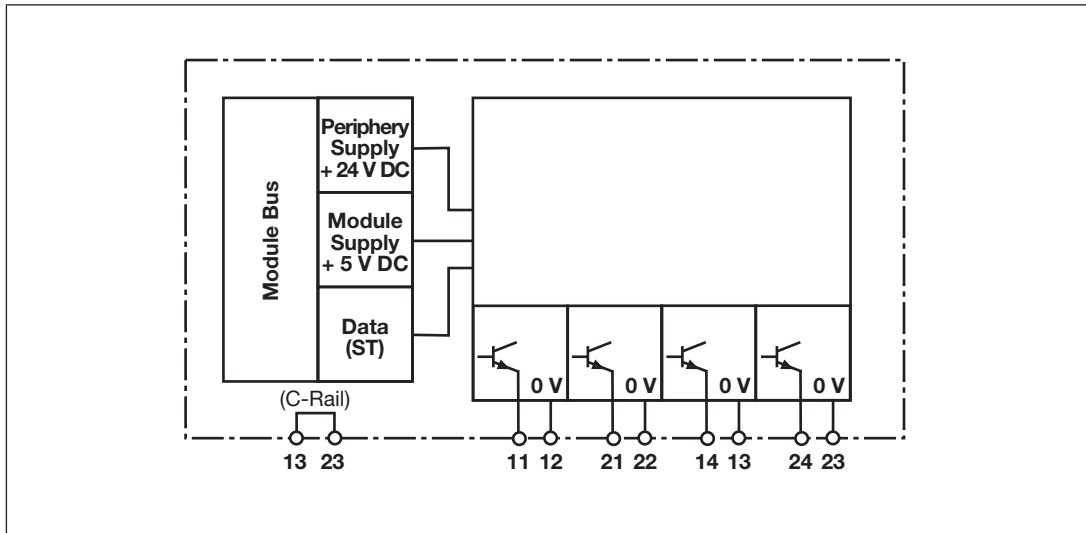 Module Bus
Periphery
Supply
+ 24 V DC
Module
Supply
+ 5 V DC
Data
(ST)
(C-Rail)
0 V
0 V
0 V
0 V
13 23
11 12 21 22 14 13 24 23